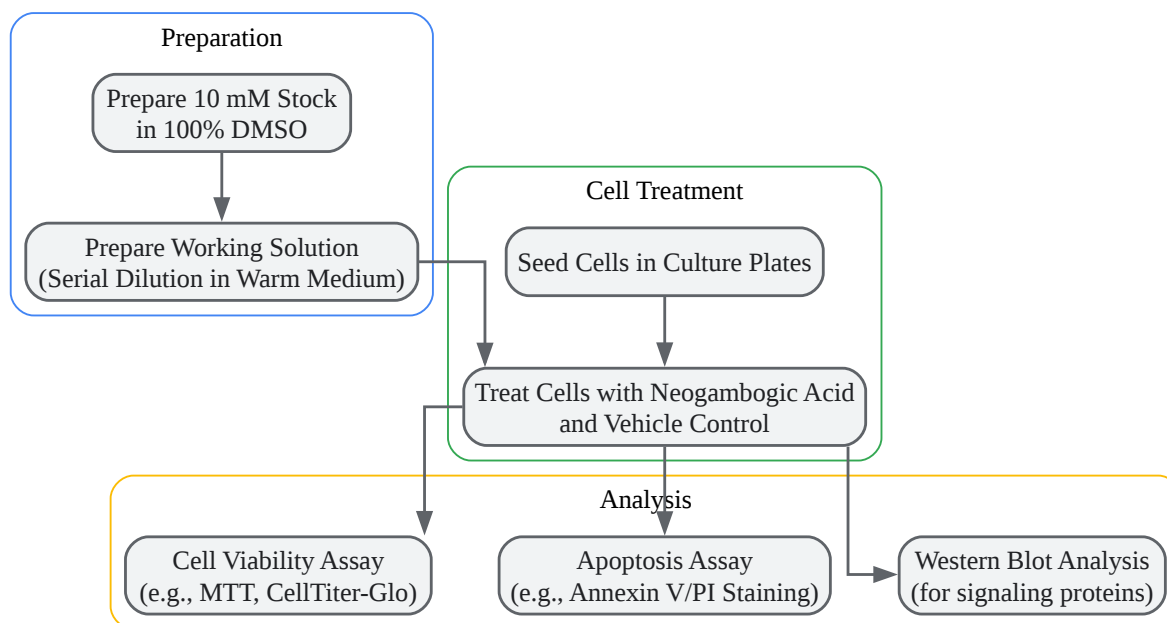 Preparation
Prepare 10 mM Stock
in 100% DMSO
Prepare Working Solution
(Serial Dilution in Warm Medium)
Cell Treatment
Seed Cells in Culture Plates
Treat Cells with Neogambogic Acid
and Vehicle Control
Analysis
Cell Viability Assay
(e.g., MTT, CellTiter-Glo)
Apoptosis Assay
(e.g., Annexin V/PI Staining)
Western Blot Analysis
(for signaling proteins)